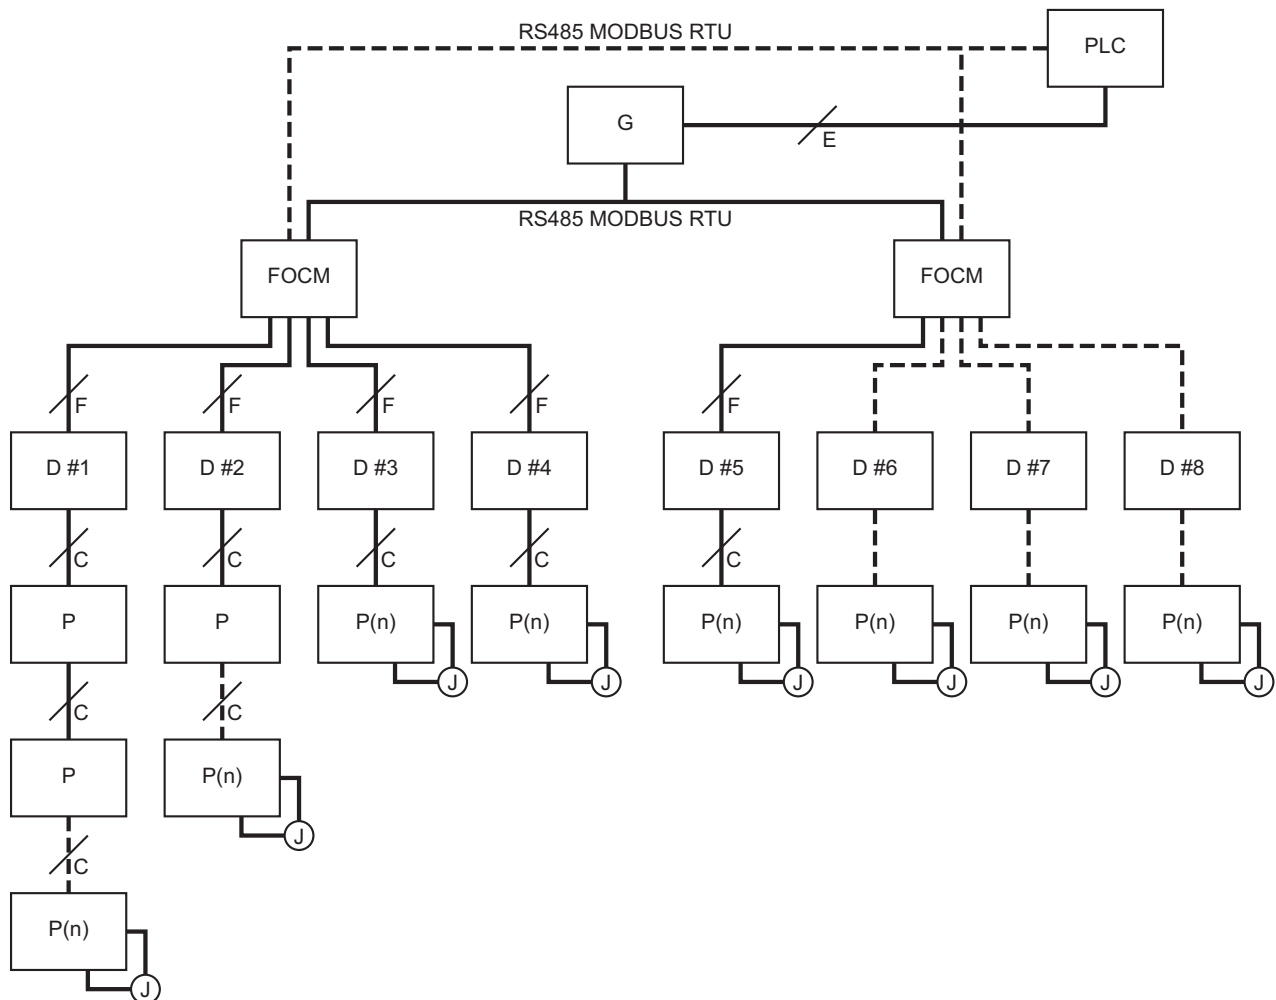 RS485 MODBUS RTU
PLC
G
E
RS485 MODBUS RTU
FOCM
FOCM
F
F
F
F
F
D #1
D #2
D #3
D #4
D #5
D #6
D #7
D #8
C
C
C
C
C
P
P
P(n)
P(n)
P(n)
P(n)
P(n)
P(n)
J
J
J
J
J
J
C
C
P
P(n)
J
C
P(n)
J